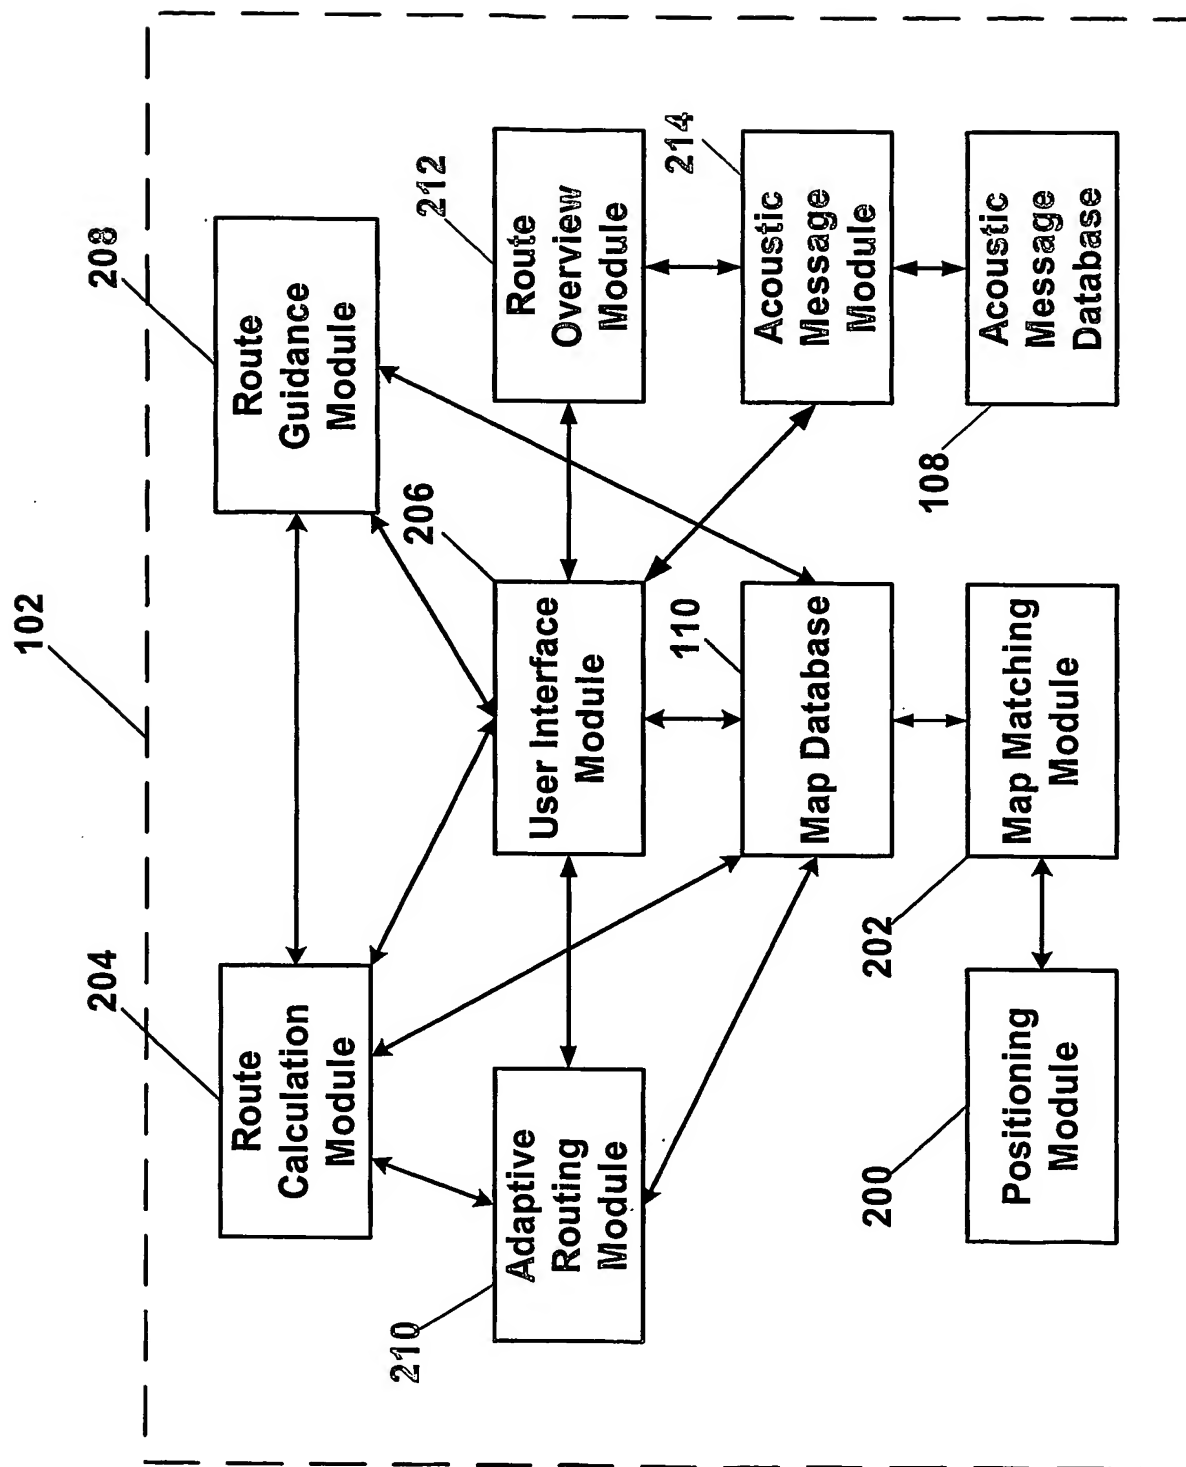 102
204
208
Route
Calculation
Module
Route
Guidance
Module
210
206
212
Adaptive
Routing
Module
User Interface
Module
Route
Overview
Module
110
214
Map Database
Acoustic
Message
Module
200
202
108
Positioning
Module
Map Matching
Module
Acoustic
Message
Database